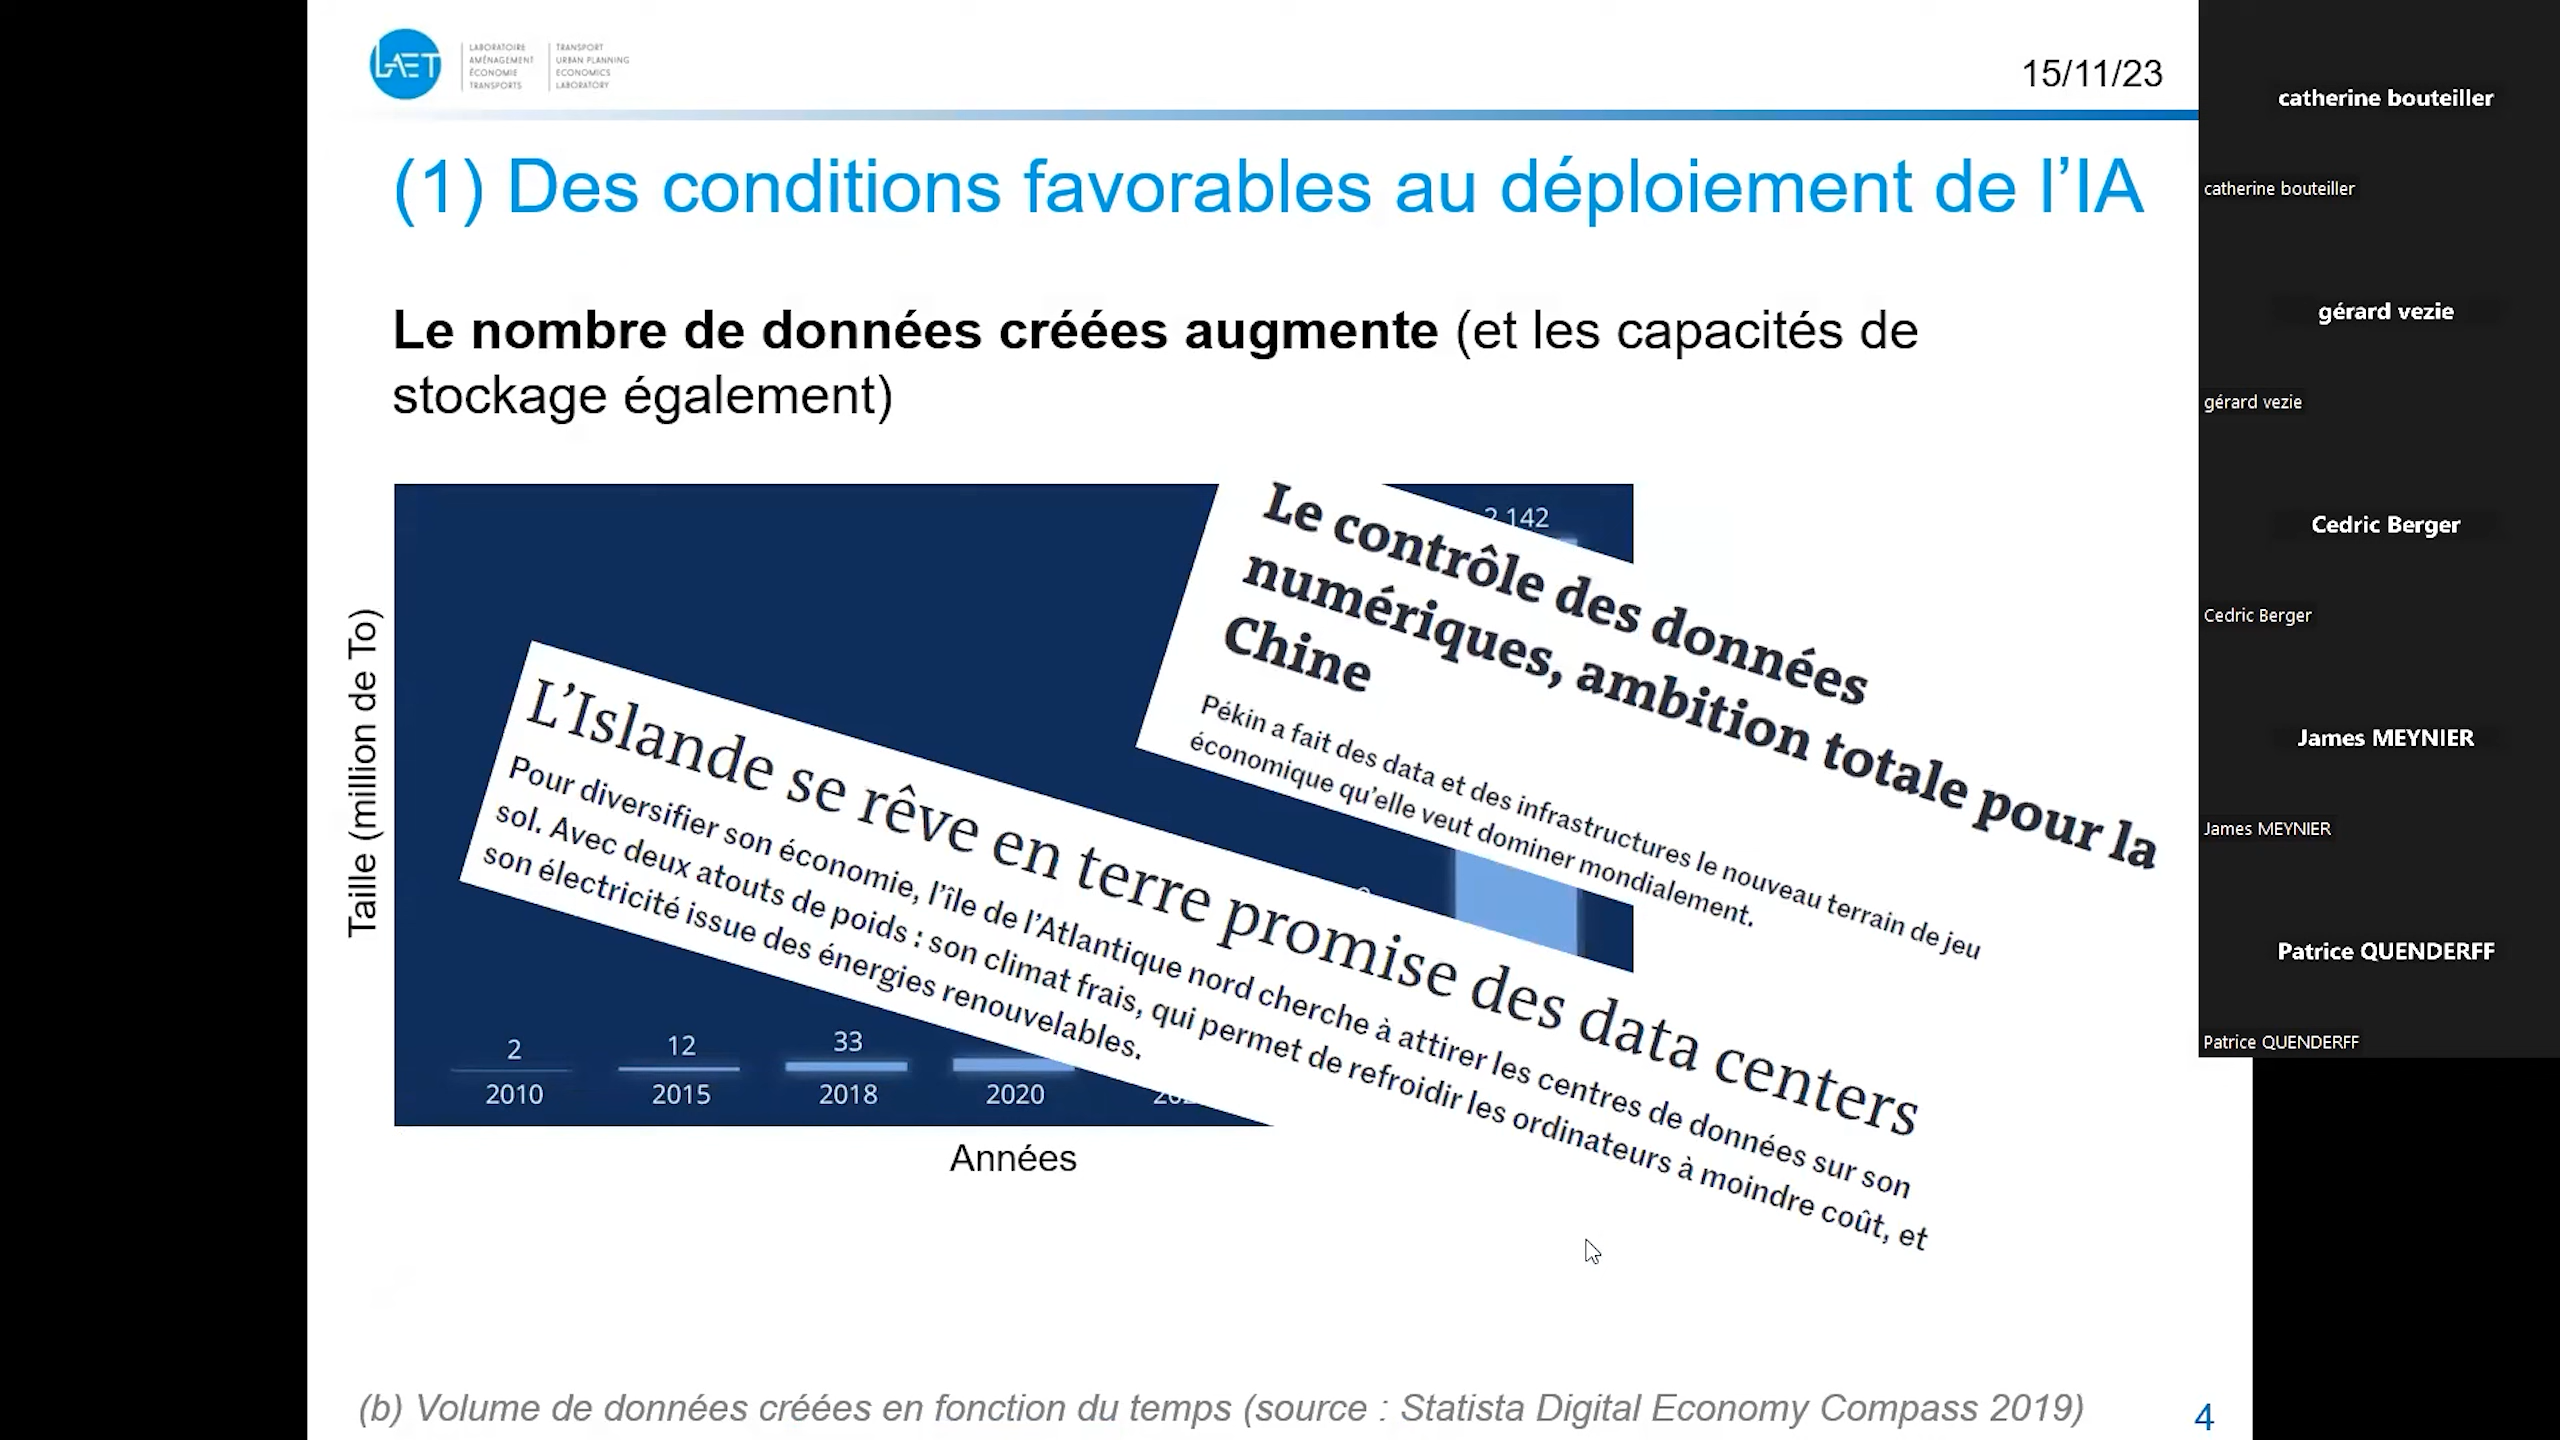 LAET
LABORATOIRE
AMÉNAGEMENT
ÉCONOMIE
TRANSPORTS
TRANSPORT
URBAN PLANNING
ECONOMICS
LABORATORY
15/11/23
(1) Des conditions favorables au déploiement de l’IA
Le nombre de données créées augmente (et les capacités de
stockage également)
Taille (million de To)
2 142
Le contrôle des données
numériques, ambition totale pour la
Chine
Pékin a fait des data et des infrastructures le nouveau terrain de jeu
économique qu’elle veut dominer mondialement.
L’Islande se rêve en terre promise des data centers
Pour diversifier son économie, l’île de l’Atlantique nord cherche à attirer les centres de données sur son
sol. Avec deux atouts de poids : son climat frais, qui permet de refroidir les ordinateurs à moindre coût, et
son électricité issue des énergies renouvelables.
2
12
33
2010
2015
2018
2020
Années
(b) Volume de données créées en fonction du temps (source : Statista Digital Economy Compass 2019)
4
catherine bouteiller
catherine bouteiller
gérard vezie
gérard vezie
Cedric Berger
Cedric Berger
James MEYNIER
James MEYNIER
Patrice QUENDERFF
Patrice QUENDERFF